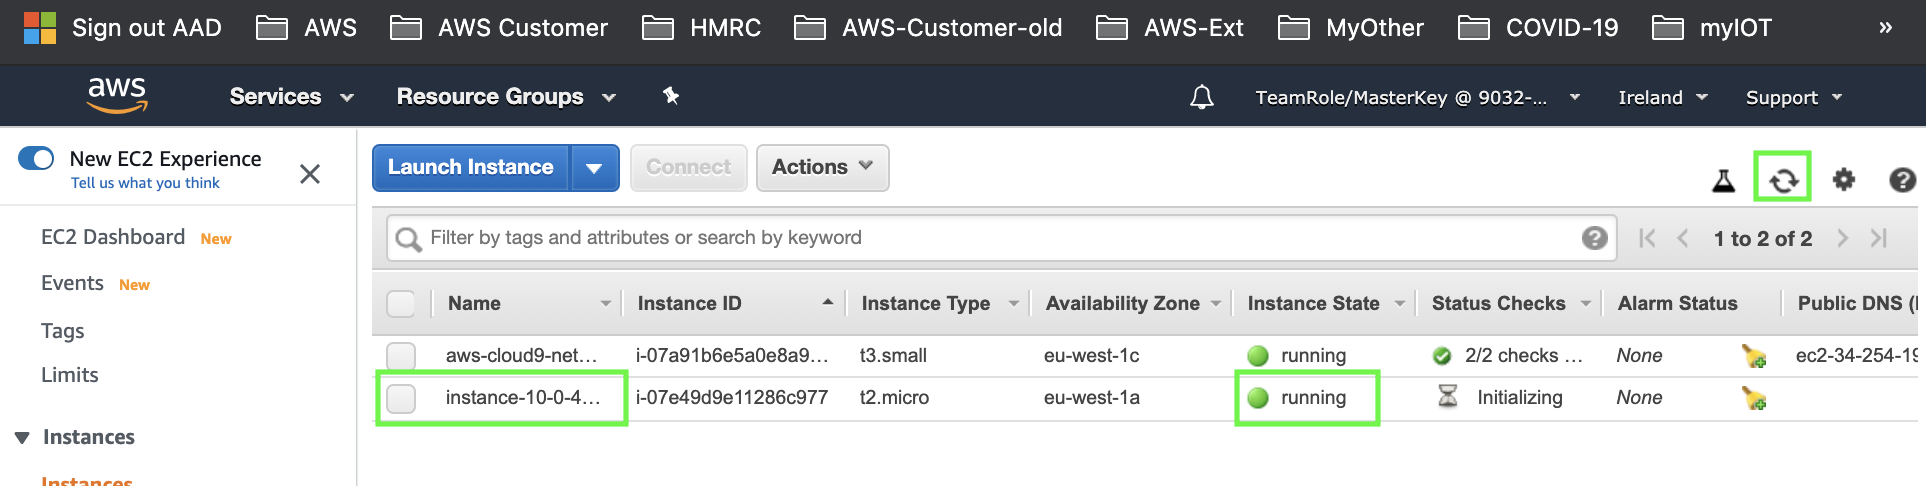 Sign out AAD AWS AWS Customer HMRC AWS-Customer-old AWS-Ext MyOther COVID-19 myIOT »
aws Services Resource Groups TeamRole/MasterKey @ 9032-... Ireland Support
New EC2 Experience
Tell us what you think
Launch Instance Connect Actions
Filter by tags and attributes or search by keyword
1 to 2 of 2
EC2 Dashboard New
Events New
Tags
Limits
Instances
Instances
Name Instance ID Instance Type Availability Zone Instance State Status Checks Alarm Status Public DNS (
aws-cloud9-net... i-07a91b6e5a0e8a9... t3.small eu-west-1c running 2/2 checks ... None ec2-34-254-19
instance-10-0-4... i-07e49d9e11286c977 t2.micro eu-west-1a running Initializing None